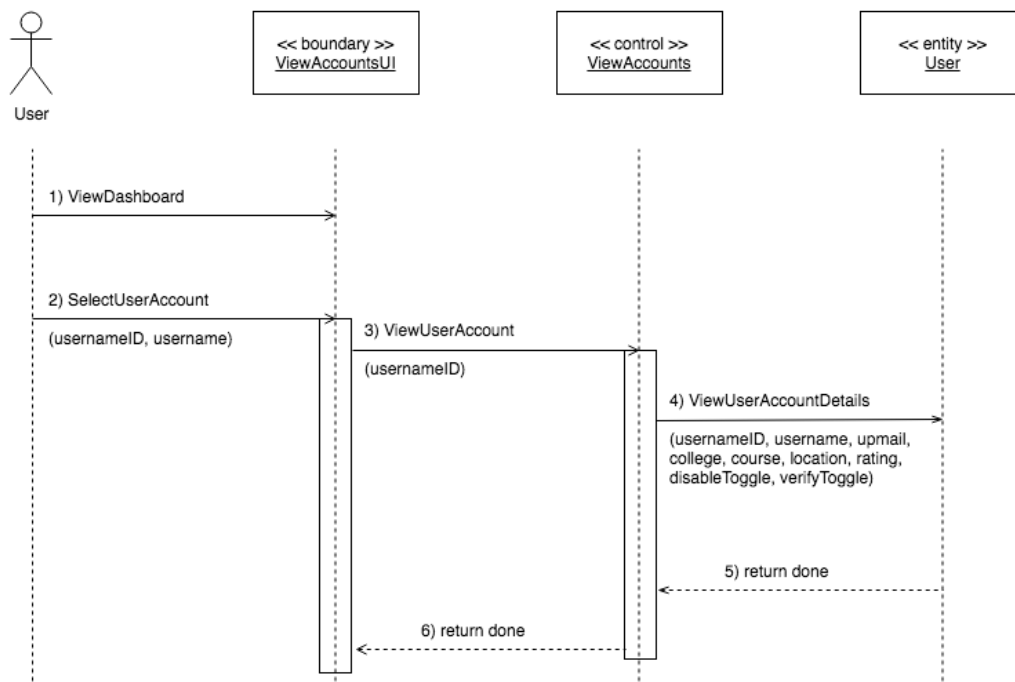 << boundary >>
ViewAccountsUI
<< control >>
ViewAccounts
<< entity >>
User
User
1) ViewDashboard
2) SelectUserAccount
(usernameID, username)
3) ViewUserAccount
(usernameID)
4) ViewUserAccountDetails
(usernameID, username, upmail,
college, course, location, rating,
disableToggle, verifyToggle)
5) return done
6) return done